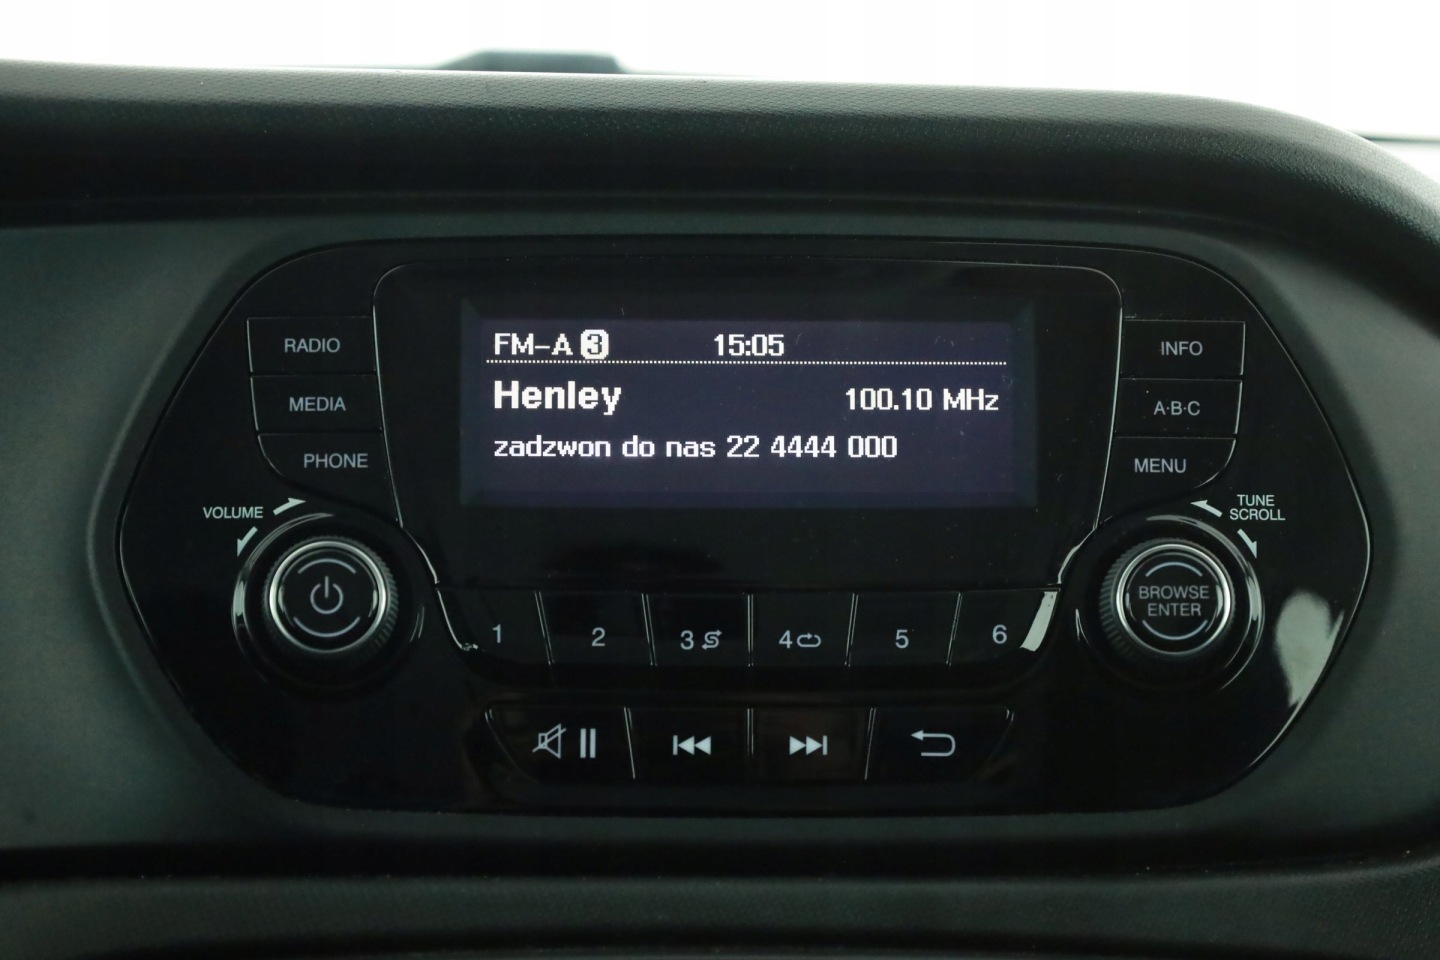 RADIO
MEDIA
PHONE
VOLUME
FM-A 3 15:05
Henley 100.10 MHz
zadzwon do nas 22 4444 000
INFO
A·B·C
MENU
TUNE
SCROLL
BROWSE
ENTER
1 2 3 4 5 6